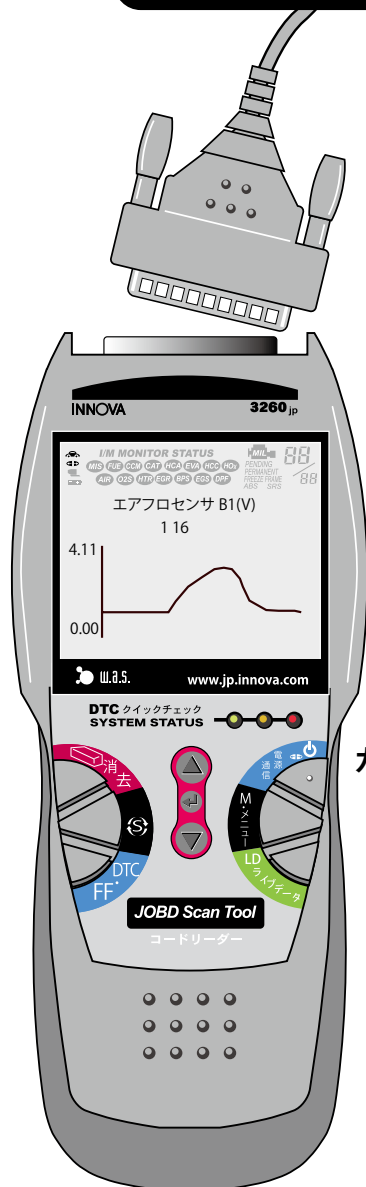 INNOVA 3260 jp
I/M MONITOR STATUS MIL 88
MIS FUE CCM CAT HCA EVA HCC HO2 PENDING
PERMANENT
AIR O2S HTR EGR BPS EGS DPF FREEZE FRAME 88
ABS SRS
エアフロセンサ B1(V)
1 16
4.11
0.00
w.a.s. www.jp.innova.com
DTC クイックチェック
SYSTEM STATUS
消去
電源
通信
S
M・メニュー
DTC・
FF
LD
ライブデータ
JOBD Scan Tool
コードリーダー